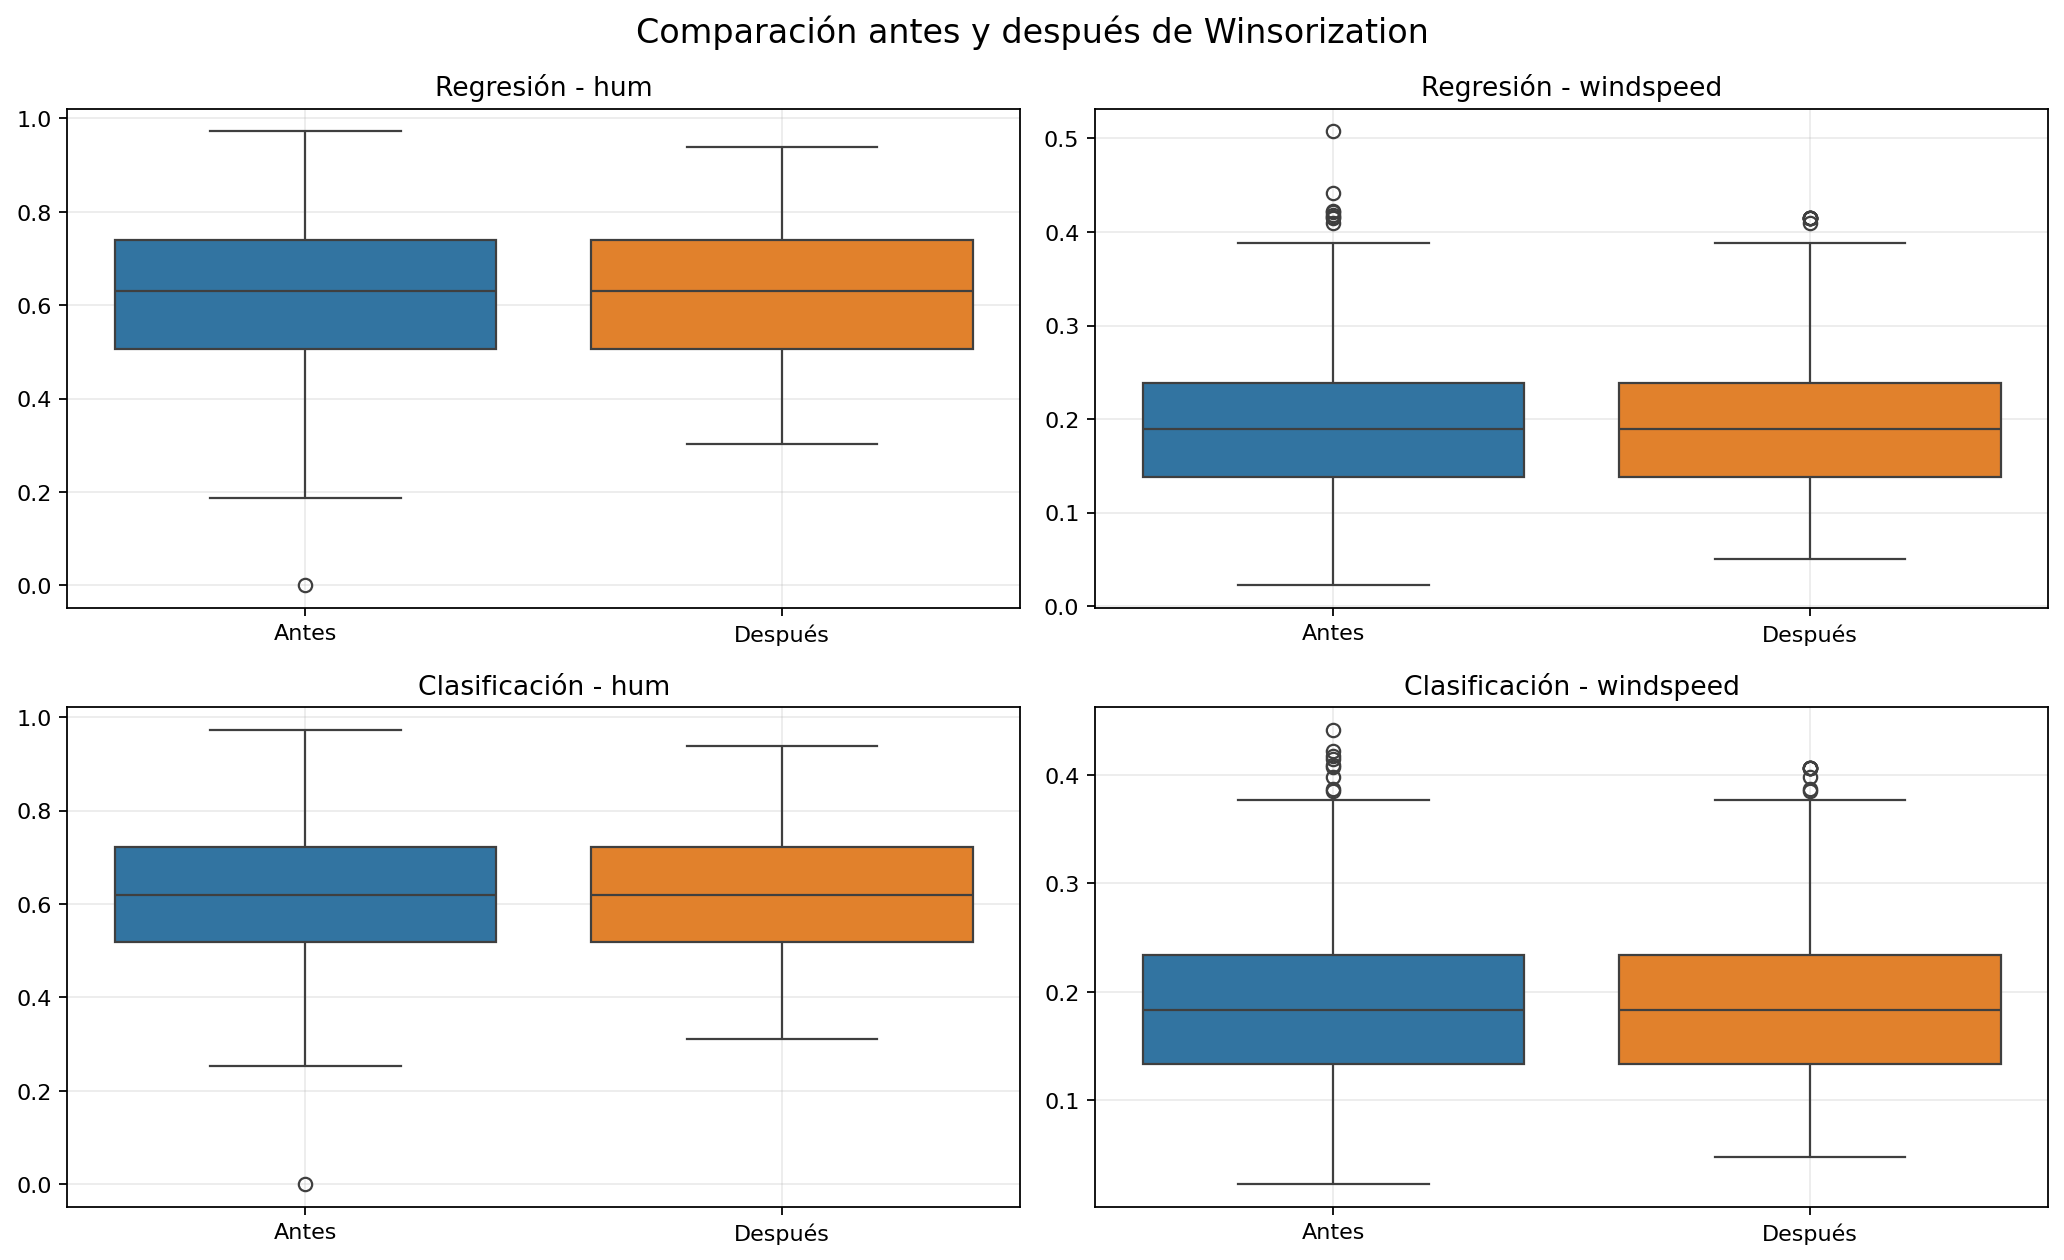 Comparación antes y después de Winsorization
Regresión - hum
1.0
0.8
0.6
0.4
0.2
0.0
Antes Después
Regresión - windspeed
0.5
0.4
0.3
0.2
0.1
0.0
Antes Después
Clasificación - hum
1.0
0.8
0.6
0.4
0.2
0.0
Antes Después
Clasificación - windspeed
0.4
0.3
0.2
0.1
Antes Después